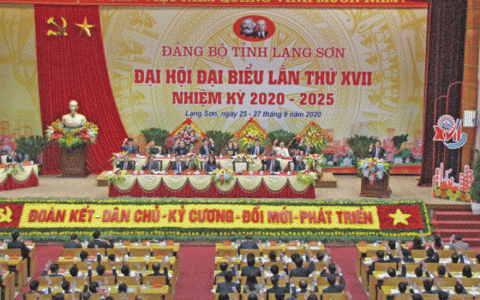 ĐẢNG BỘ TỈNH LẠNG SƠN
ĐẠI HỘI ĐẠI BIỂU LẦN THỨ XVII
NHIỆM KỲ 2020 - 2025
Lạng Sơn, ngày 25 - 27 tháng 9 năm 2020
XVII
ĐOÀN KẾT - DÂN CHỦ - KỶ CƯƠNG - ĐỔI MỚI - PHÁT TRIỂN